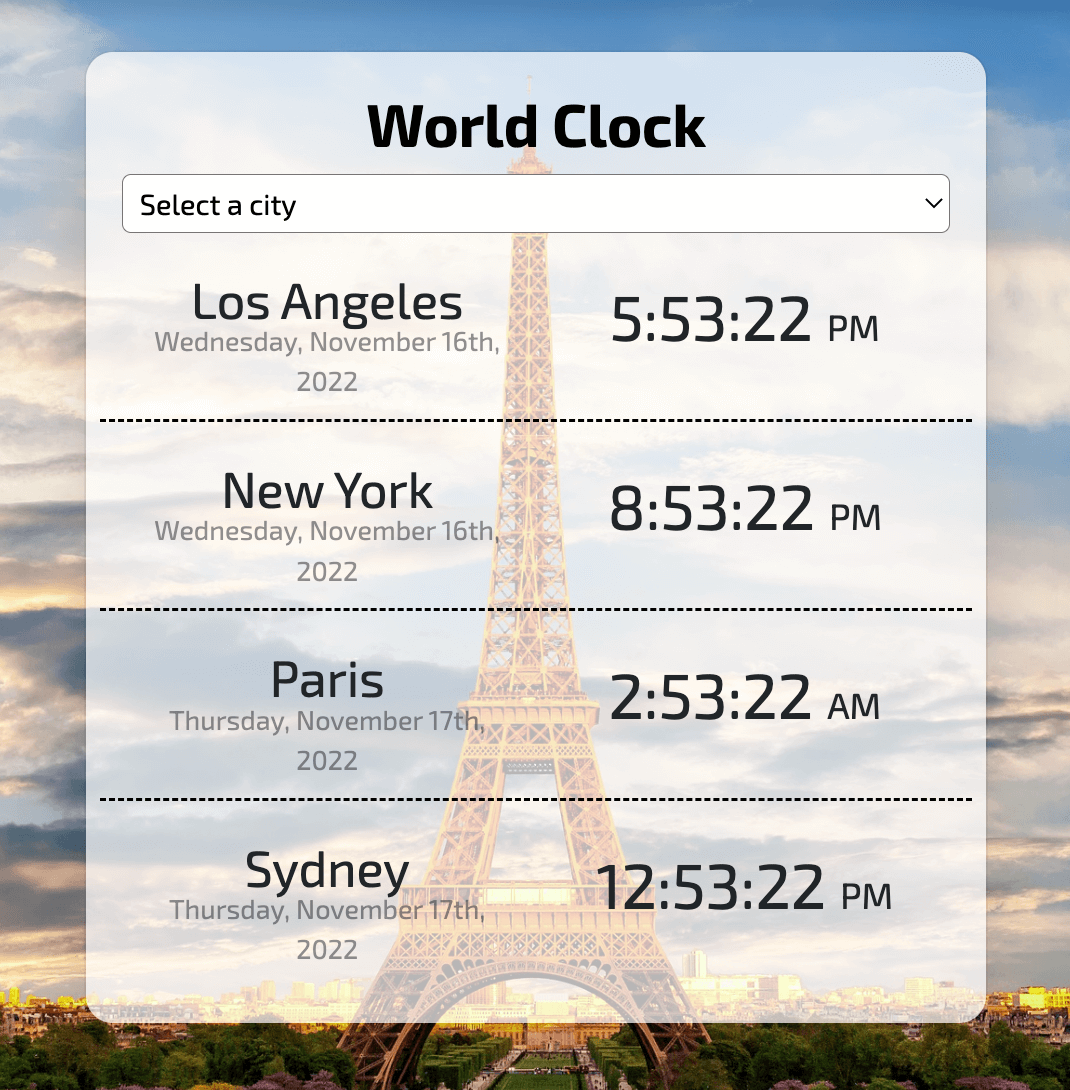 World Clock
Select a city
Los Angeles
Wednesday, November 16th,
2022
5:53:22 PM
New York
Wednesday, November 16th,
2022
8:53:22 PM
Paris
Thursday, November 17th,
2022
2:53:22 AM
Sydney
Thursday, November 17th,
2022
12:53:22 PM